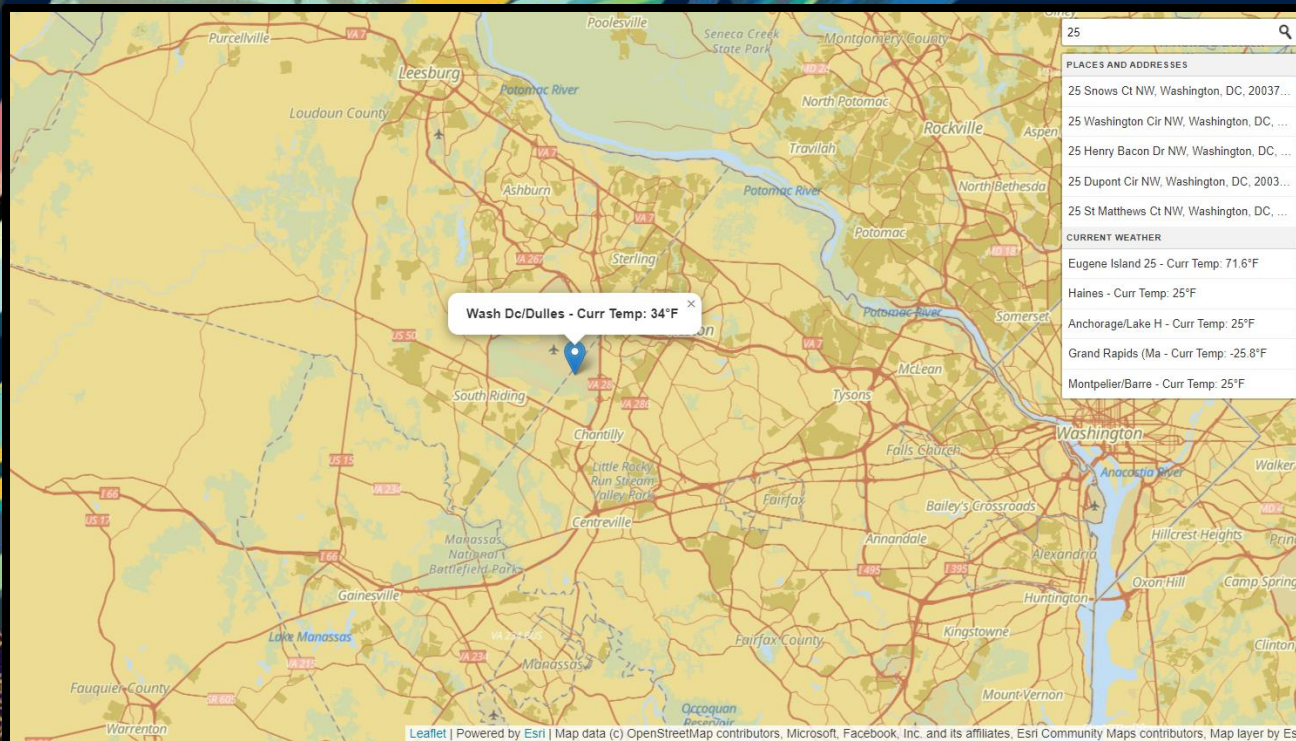 Poolesville
Purcellville
VA 7
Seneca Creek
State Park
Montgomery County
Leesburg
Potomac River
Loudoun County
North Potomac
Rockville
Aspen
VA 7
Travilah
Ashburn
Potomac River
North Bethesda
VA 7
Potomac
MD 187
VA 267
Sterling
Wash Dc/Dulles - Curr Temp: 34°F
×
Potomac River
Somerset
US 50
VA 7
McLean
VA 28
South Riding
VA 286
Tysons
Chantilly
Washington
US 15
Falls Church
Little Rocky
Run Stream
Valley Park
Anacostia River
Walker
I 66
VA 234
Fairfax
Bailey's Crossroads
US 17
Centreville
Manassas
National
Battlefield Park
Annandale
Hillcrest Heights
I 66
Alexandria
I 495
I 395
Oxon Hill
Camp Spring
Gainesville
Huntington
Lake Manassas
Fairfax County
Kingstowne
Clinton
VA 215
VA 234
Manassas
Fauquier County
Mount Vernon
Occoquan
Reservoir
Warrenton
25
PLACES AND ADDRESSES
25 Snows Ct NW, Washington, DC, 20037...
25 Washington Cir NW, Washington, DC, ...
25 Henry Bacon Dr NW, Washington, DC, ...
25 Dupont Cir NW, Washington, DC, 2003...
25 St Matthews Ct NW, Washington, DC, ...
CURRENT WEATHER
Eugene Island 25 - Curr Temp: 71.6°F
Haines - Curr Temp: 25°F
Anchorage/Lake H - Curr Temp: 25°F
Grand Rapids (Ma - Curr Temp: -25.8°F
Montpelier/Barre - Curr Temp: 25°F
Leaflet | Powered by Esri | Map data (c) OpenStreetMap contributors, Microsoft, Facebook, Inc. and its affiliates, Esri Community Maps contributors, Map layer by Es